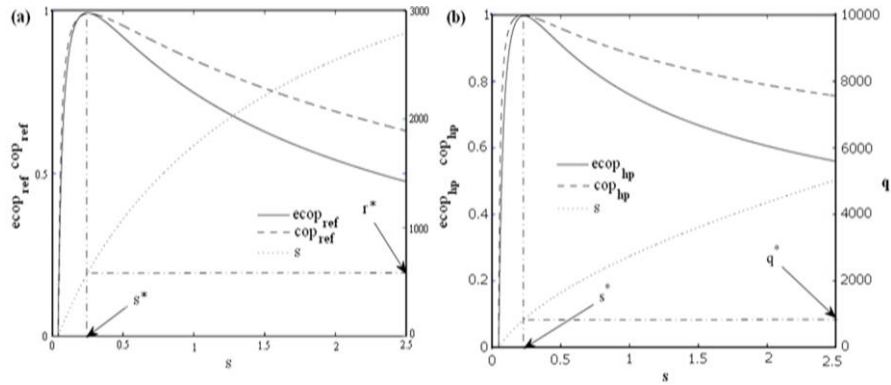 (a)
1
0.5
0
ecop_ref cop_ref
3000
2000
1000
0
ecop_ref
cop_ref
s
r*
s*
0 0.5 1 1.5 2 2.5
s
(b)
1
0.8
0.6
0.4
0.2
0
ecop_hp cop_hp
10000
8000
6000
4000
2000
0
q
ecop_hp
cop_hp
s
q*
s*
0 0.5 1 1.5 2 2.5
s